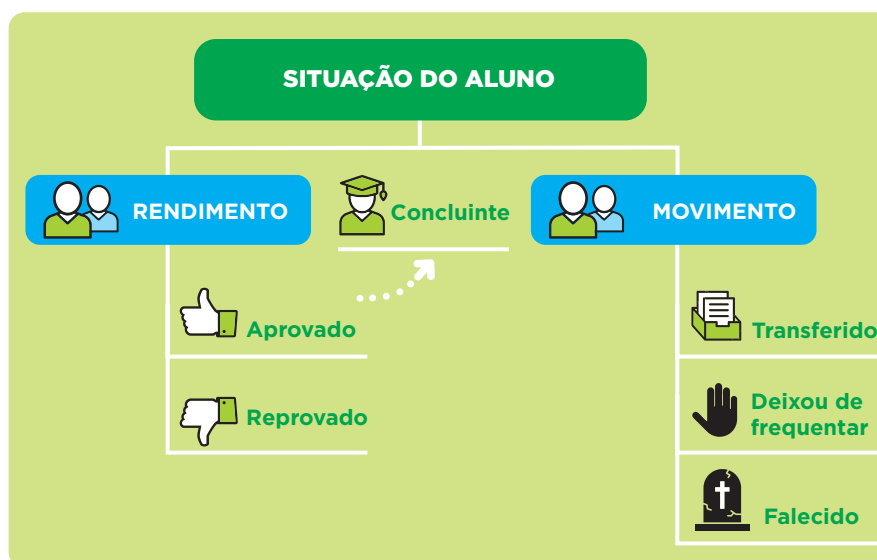 SITUAÇÃO DO ALUNO
RENDIMENTO
Concluinte
MOVIMENTO
Aprovado
Reprovado
Transferido
Deixou de
frequentar
Falecido